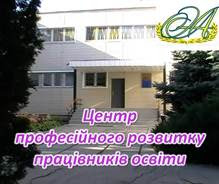 Центр
професійного розвитку
працівників освіти